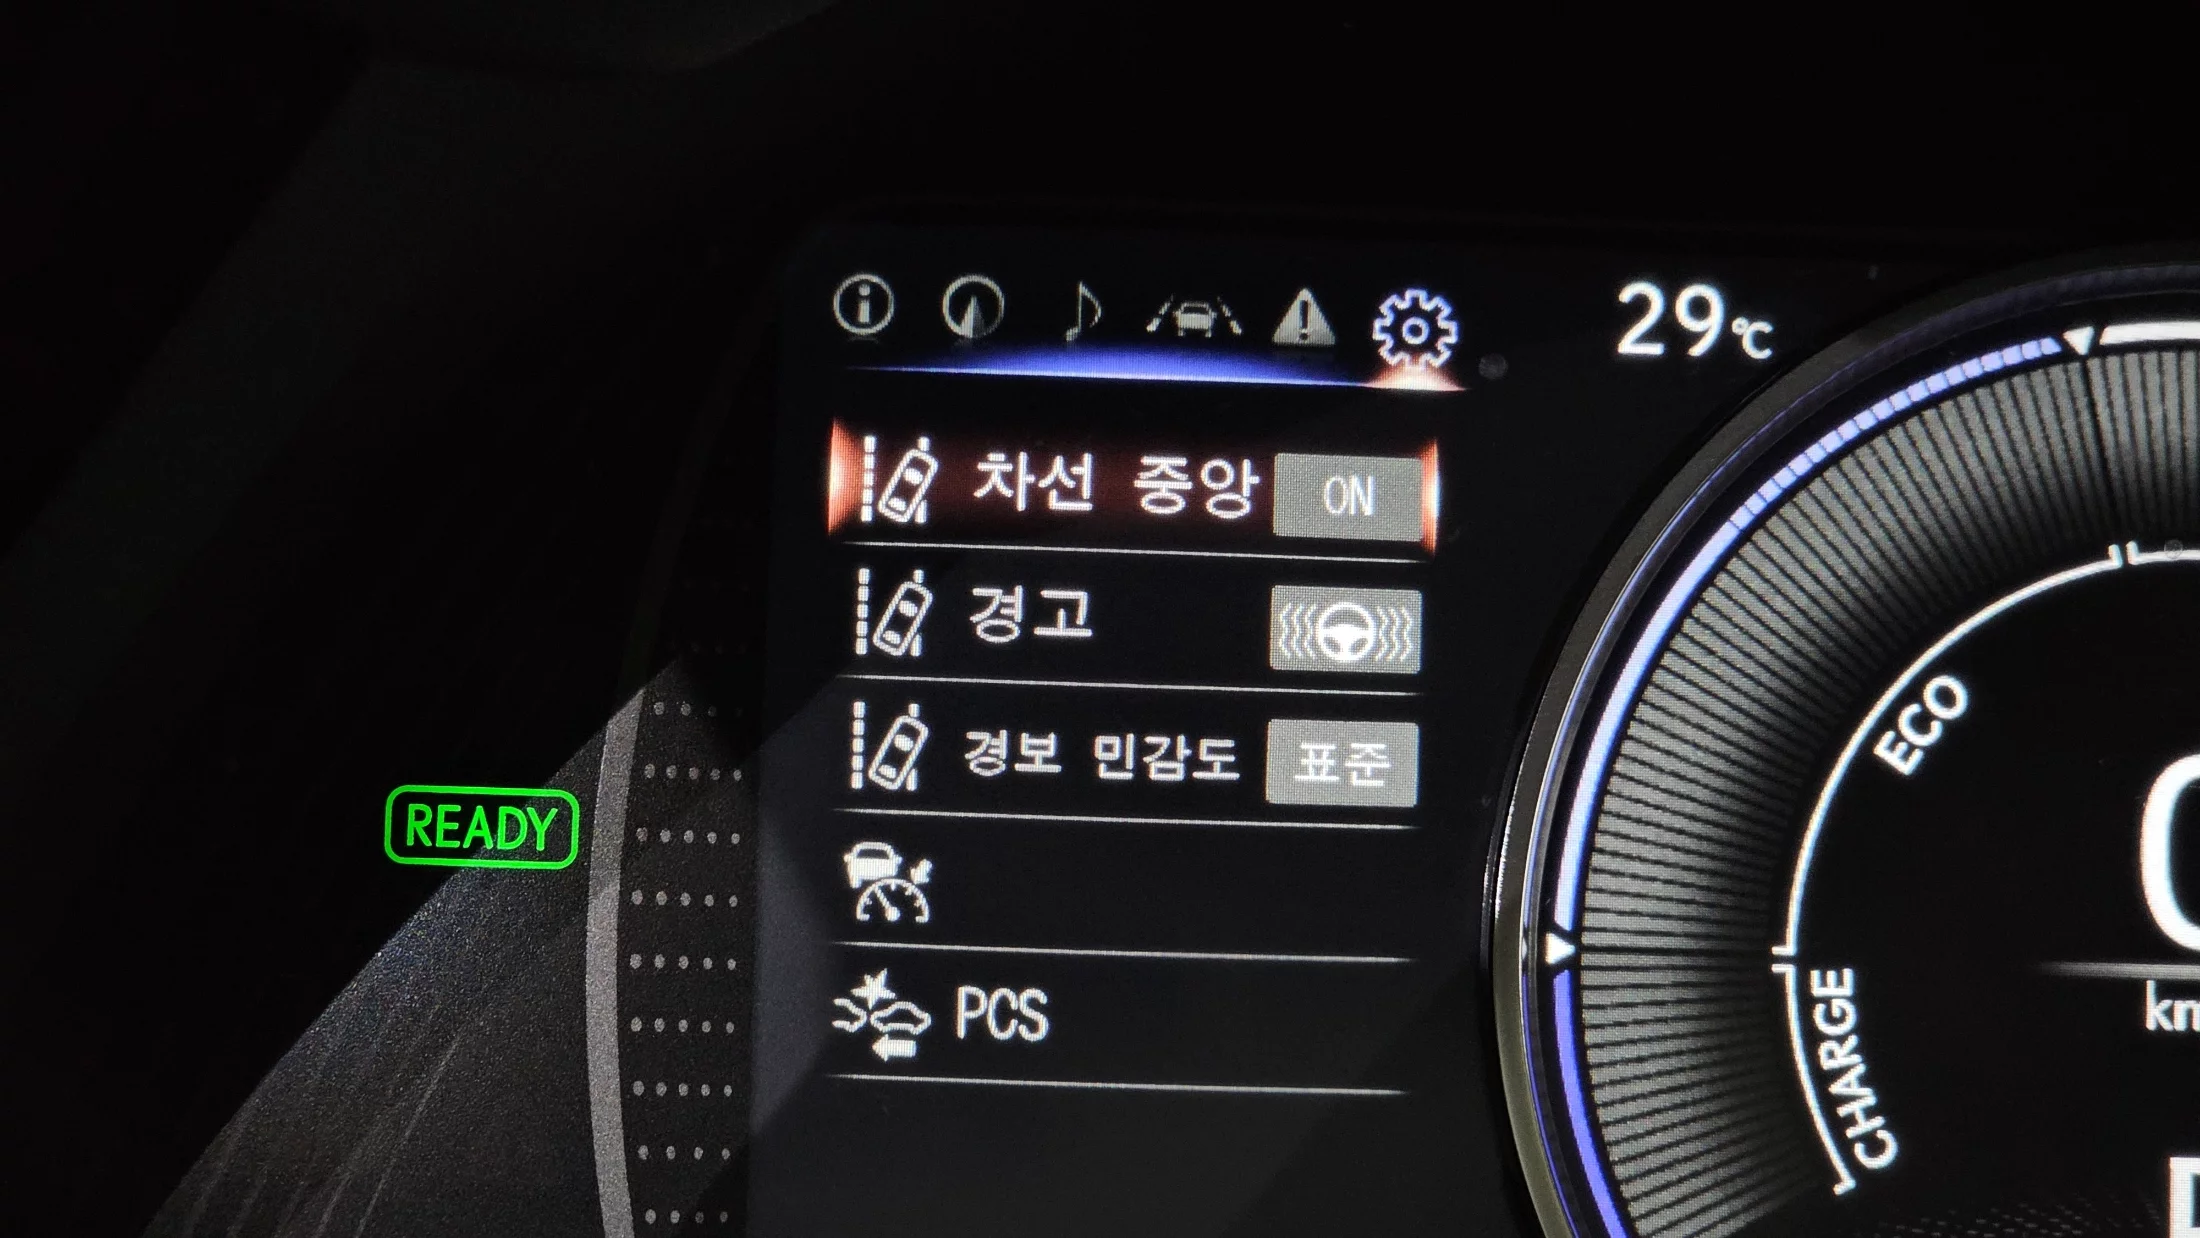 29℃
차선 중앙 ON
경고
경보 민감도 표준
READY
PCS
ECO
CHARGE